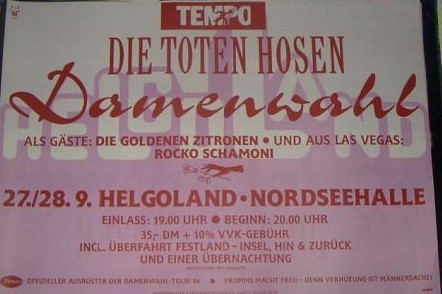 TEMPO
DIE TOTEN HOSEN
Damenwahl
ALS GÄSTE: DIE GOLDENEN ZITRONEN • UND AUS LAS VEGAS:
ROCKO SCHAMONI
27./28. 9. HELGOLAND • NORDSEEHALLE
EINLASS: 19.00 UHR • BEGINN: 20.00 UHR
35,- DM + 10% VVK-GEBÜHR
INCL. ÜBERFAHRT FESTLAND – INSEL, HIN & ZURÜCK
UND EINER ÜBERNACHTUNG
OFFIZIELLER AUSRÜSTER DER DAMENWAHL-TOUR '86 • FROMMS MACHT FREI! – DENN VERHÜTUNG IST MÄNNERSACHE!